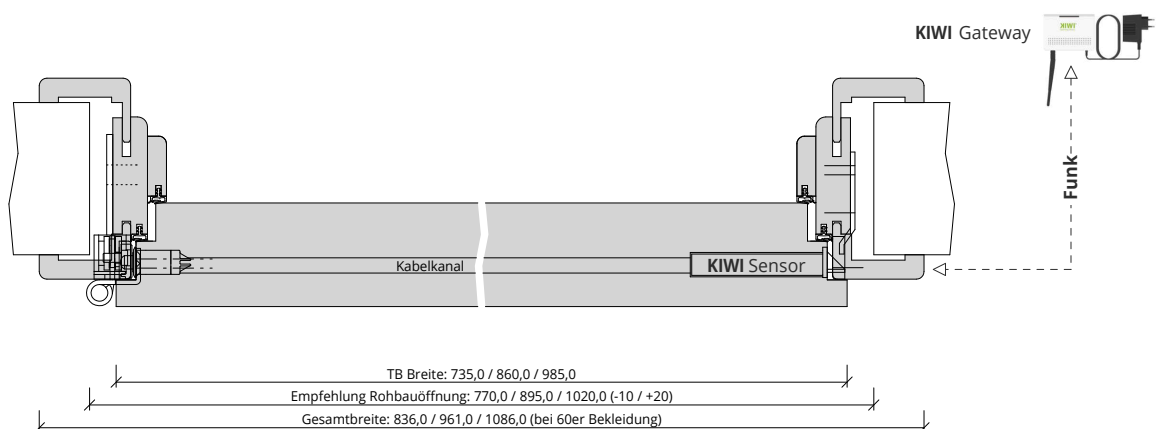 KIWI Gateway
KIWI
Funk
Kabelkanal
KIWI Sensor
TB Breite: 735,0 / 860,0 / 985,0
Empfehlung Rohbauöffnung: 770,0 / 895,0 / 1020,0 (-10 / +20)
Gesamtbreite: 836,0 / 961,0 / 1086,0 (bei 60er Bekleidung)